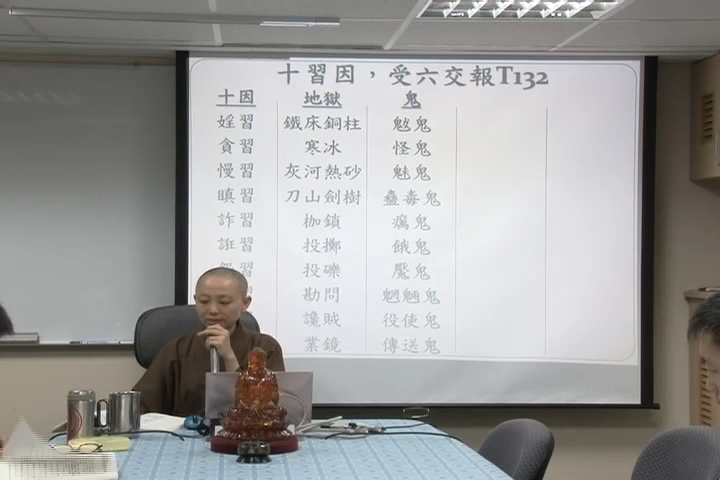 十習因，受六交報T132
十因 地獄 鬼
婬習 鐵床銅柱 魃鬼
貪習 寒冰 怪鬼
慢習 灰河熱砂 魅鬼
瞋習 刀山劍樹 蠱毒鬼
詐習 枷鎖 癘鬼
誑習 投擲 餓鬼
習 投礫 魘鬼
勘問 魍魎鬼
讒賊 役使鬼
業鏡 傳送鬼